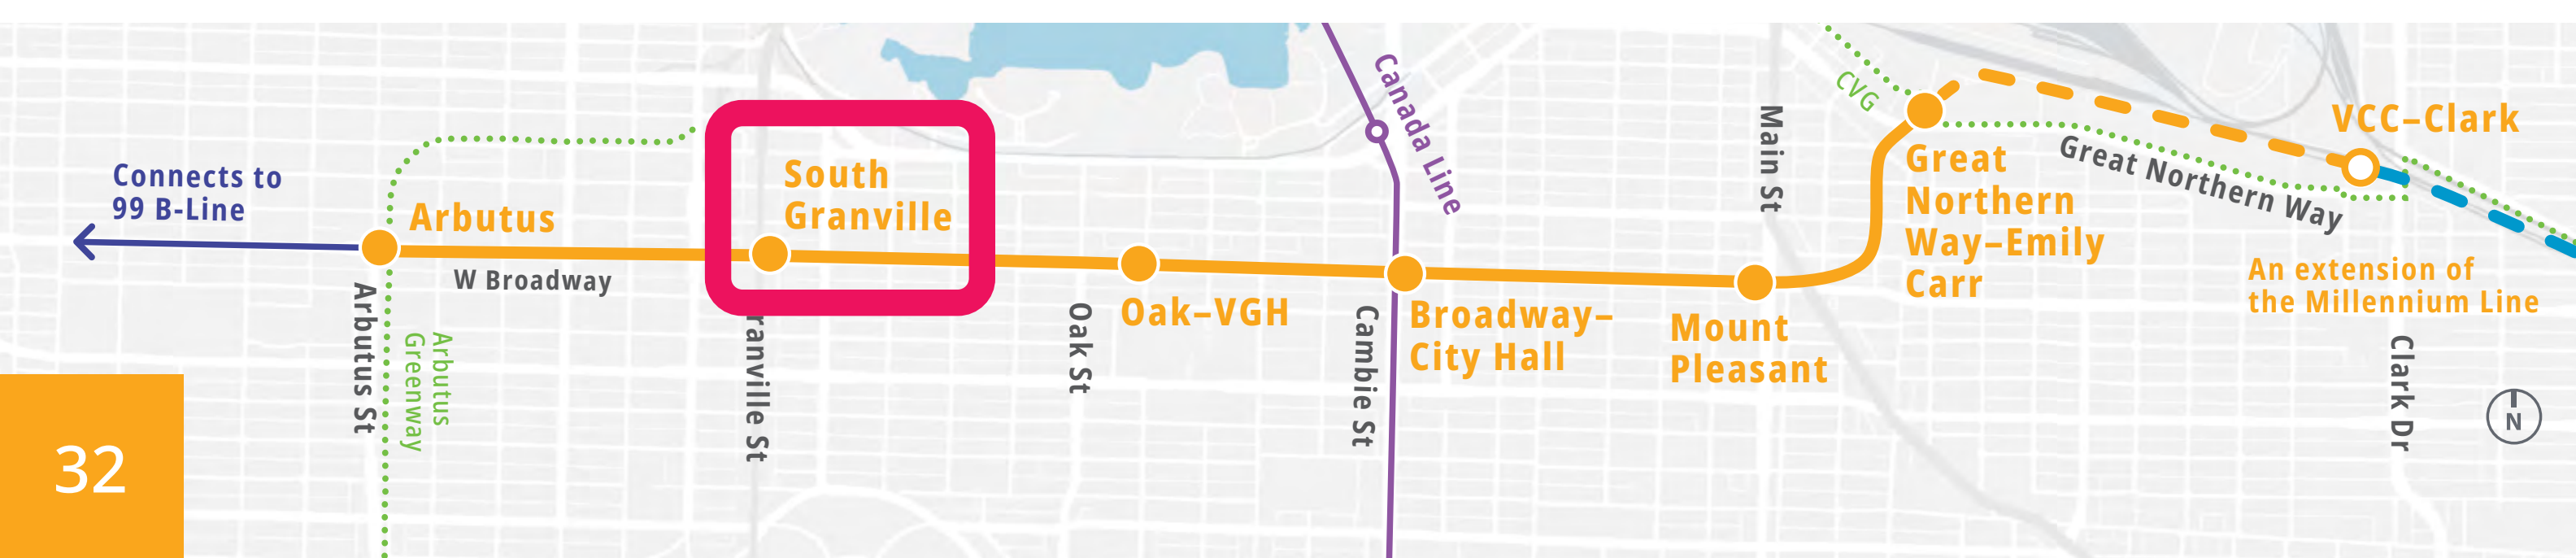 Connects to
99 B-Line
Arbutus
W Broadway
Arbutus St
Arbutus
Greenway
South
Granville
ranville St
Oak St
Oak–VGH
Canada Line
Cambie St
Broadway–
City Hall
Main St
Mount
Pleasant
CVG
Great
Northern
Way–Emily
Carr
Great Northern Way
VCC–Clark
An extension of
the Millennium Line
Clark Dr
N
32